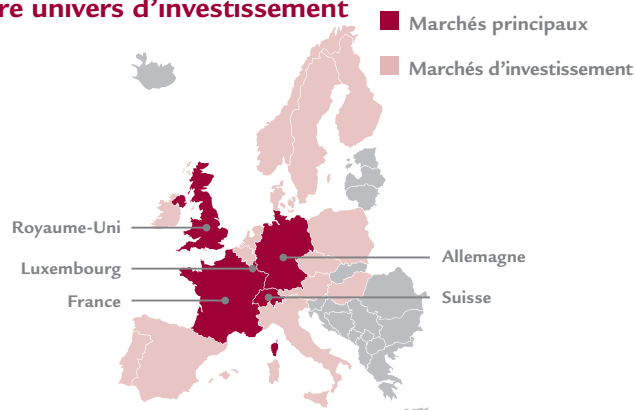 re univers d'investissement
Marchés principaux
Marchés d'investissement
Royaume-Uni
Luxembourg
France
Allemagne
Suisse